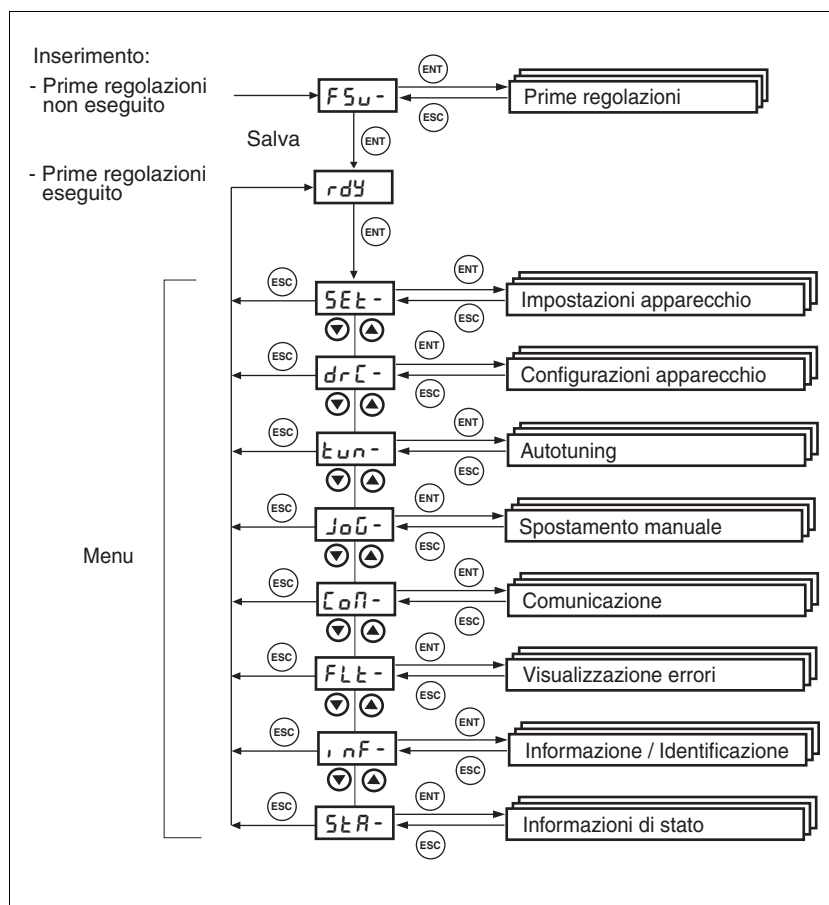 Inserimento:
- Prime regolazioni
non eseguito
FSu-
ENT
ESC
Prime regolazioni
Salva
ENT
- Prime regolazioni
eseguito
rdy
ENT
Menu
ESC
SEt-
ENT
ESC
Impostazioni apparecchio
ESC
drC-
ENT
ESC
Configurazioni apparecchio
ESC
tun-
ENT
ESC
Autotuning
ESC
JoG-
ENT
ESC
Spostamento manuale
ESC
CoM-
ENT
ESC
Comunicazione
ESC
FLt-
ENT
ESC
Visualizzazione errori
ESC
inF-
ENT
ESC
Informazione / Identificazione
ESC
StA-
ENT
ESC
Informazioni di stato